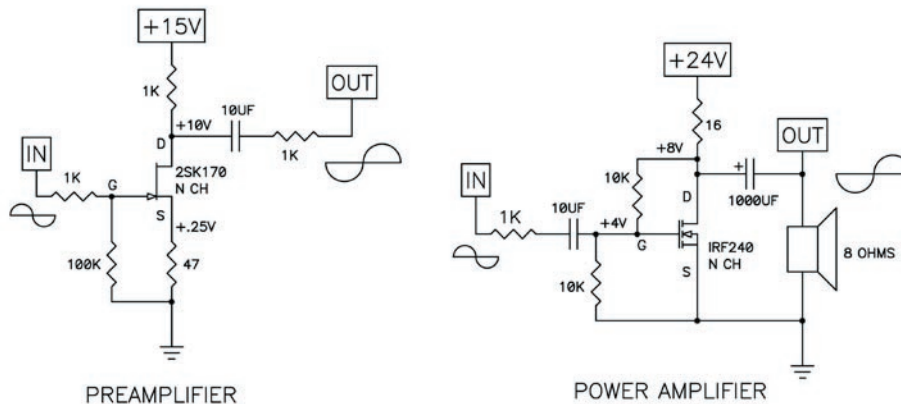 +15V
1K
OUT
10UF
+10V
D
1K
IN
2SK170
N CH
1K
G
S
+.25V
100K
47
PREAMPLIFIER
+24V
16
OUT
+8V
+
IN
10K
D
1000UF
10UF
1K
+4V
G
IRF240
N CH
8 OHMS
S
10K
POWER AMPLIFIER